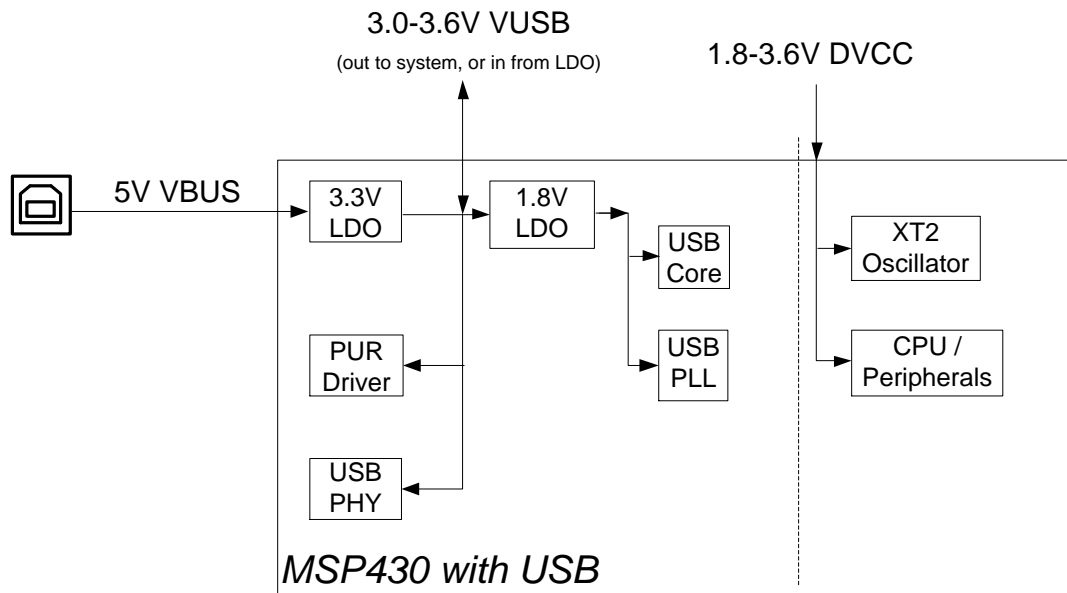 3.0-3.6V VUSB
(out to system, or in from LDO)
1.8-3.6V DVCC
5V VBUS
3.3V
LDO
1.8V
LDO
USB
Core
XT2
Oscillator
PUR
Driver
USB
PLL
CPU /
Peripherals
USB
PHY
MSP430 with USB